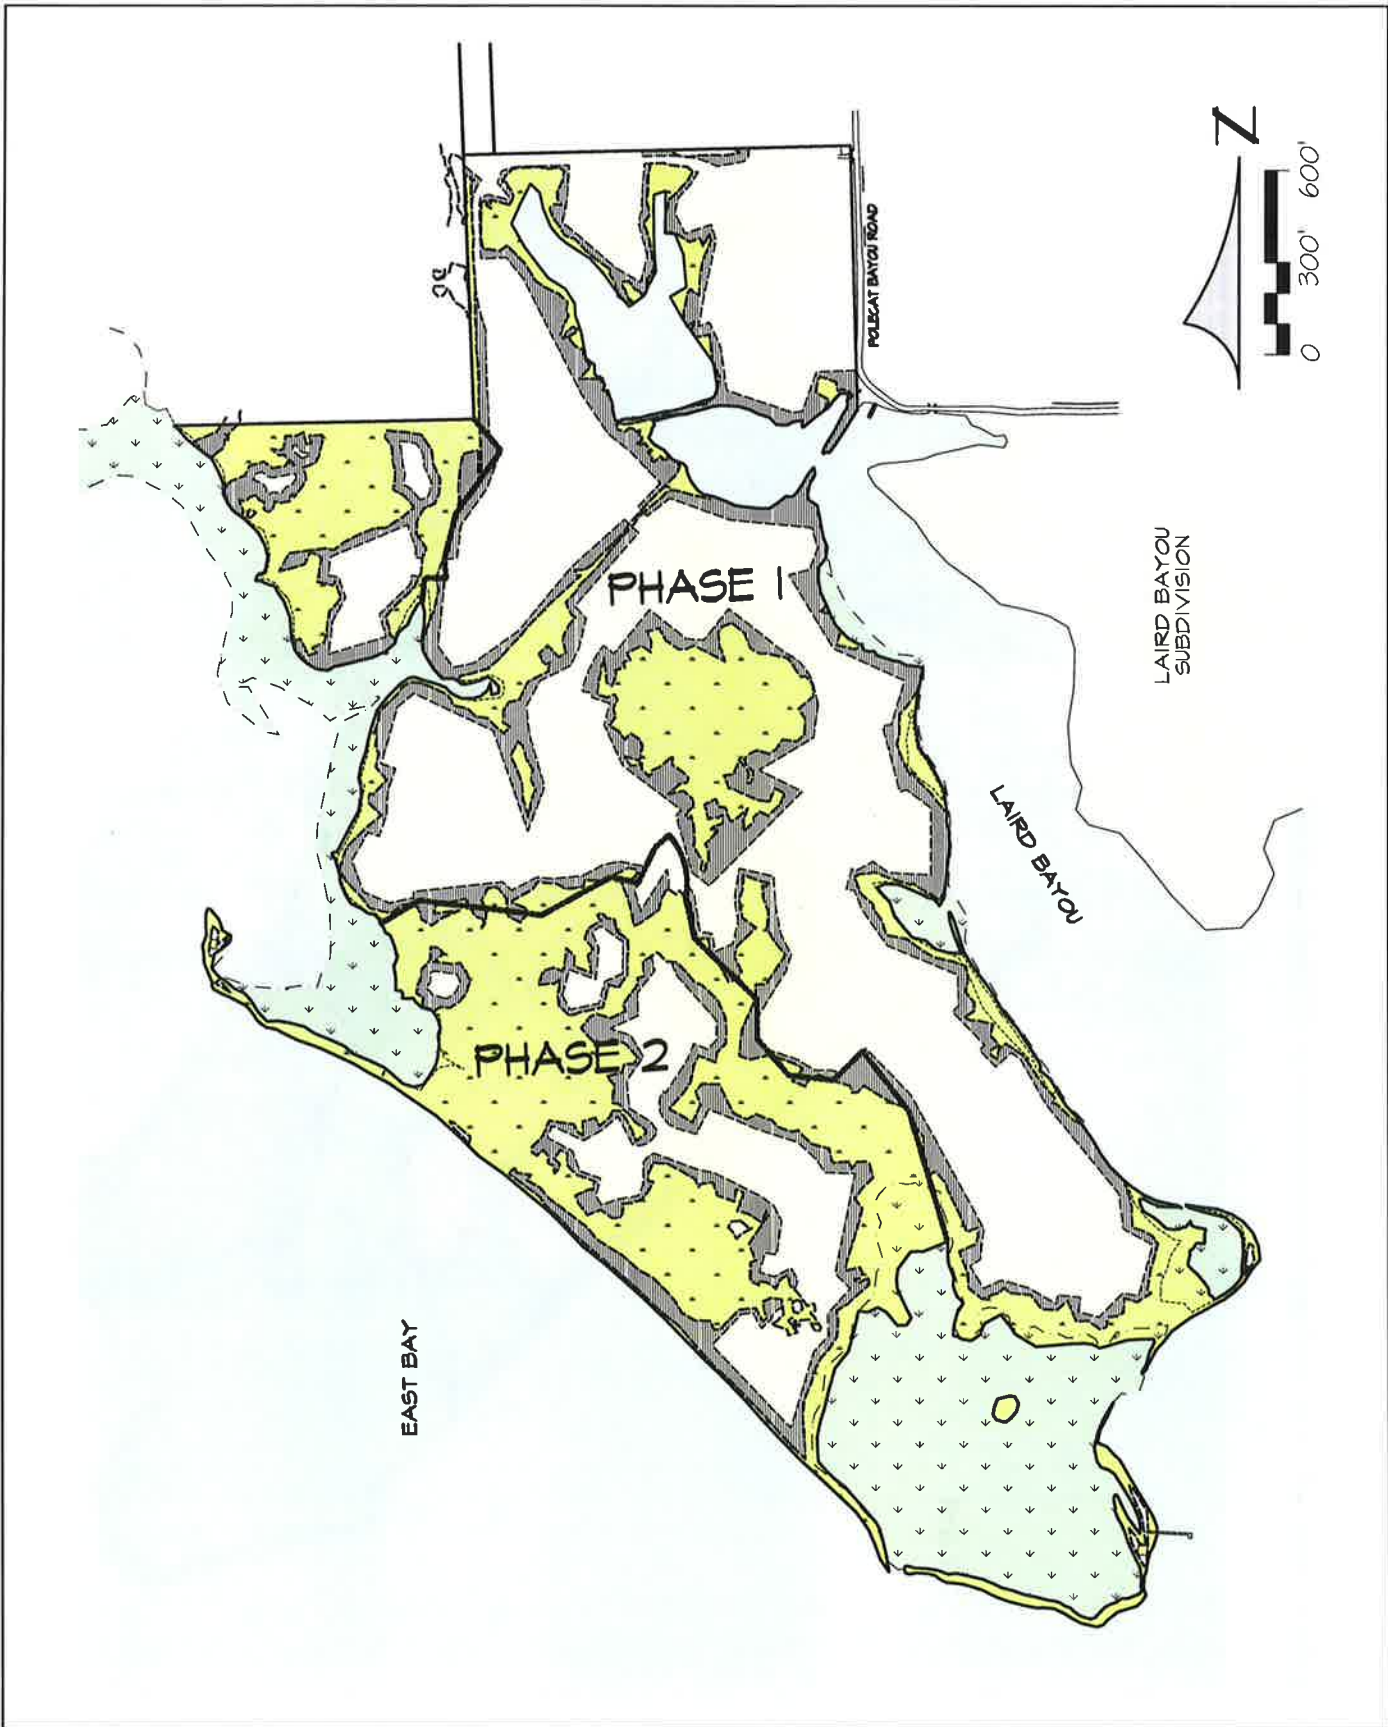 N
0 300' 600'
POLECAT BAYOU ROAD
PHASE 1
LAIRD BAYOU
SUBDIVISION
LAIRD BAYOU
PHASE 2
EAST BAY